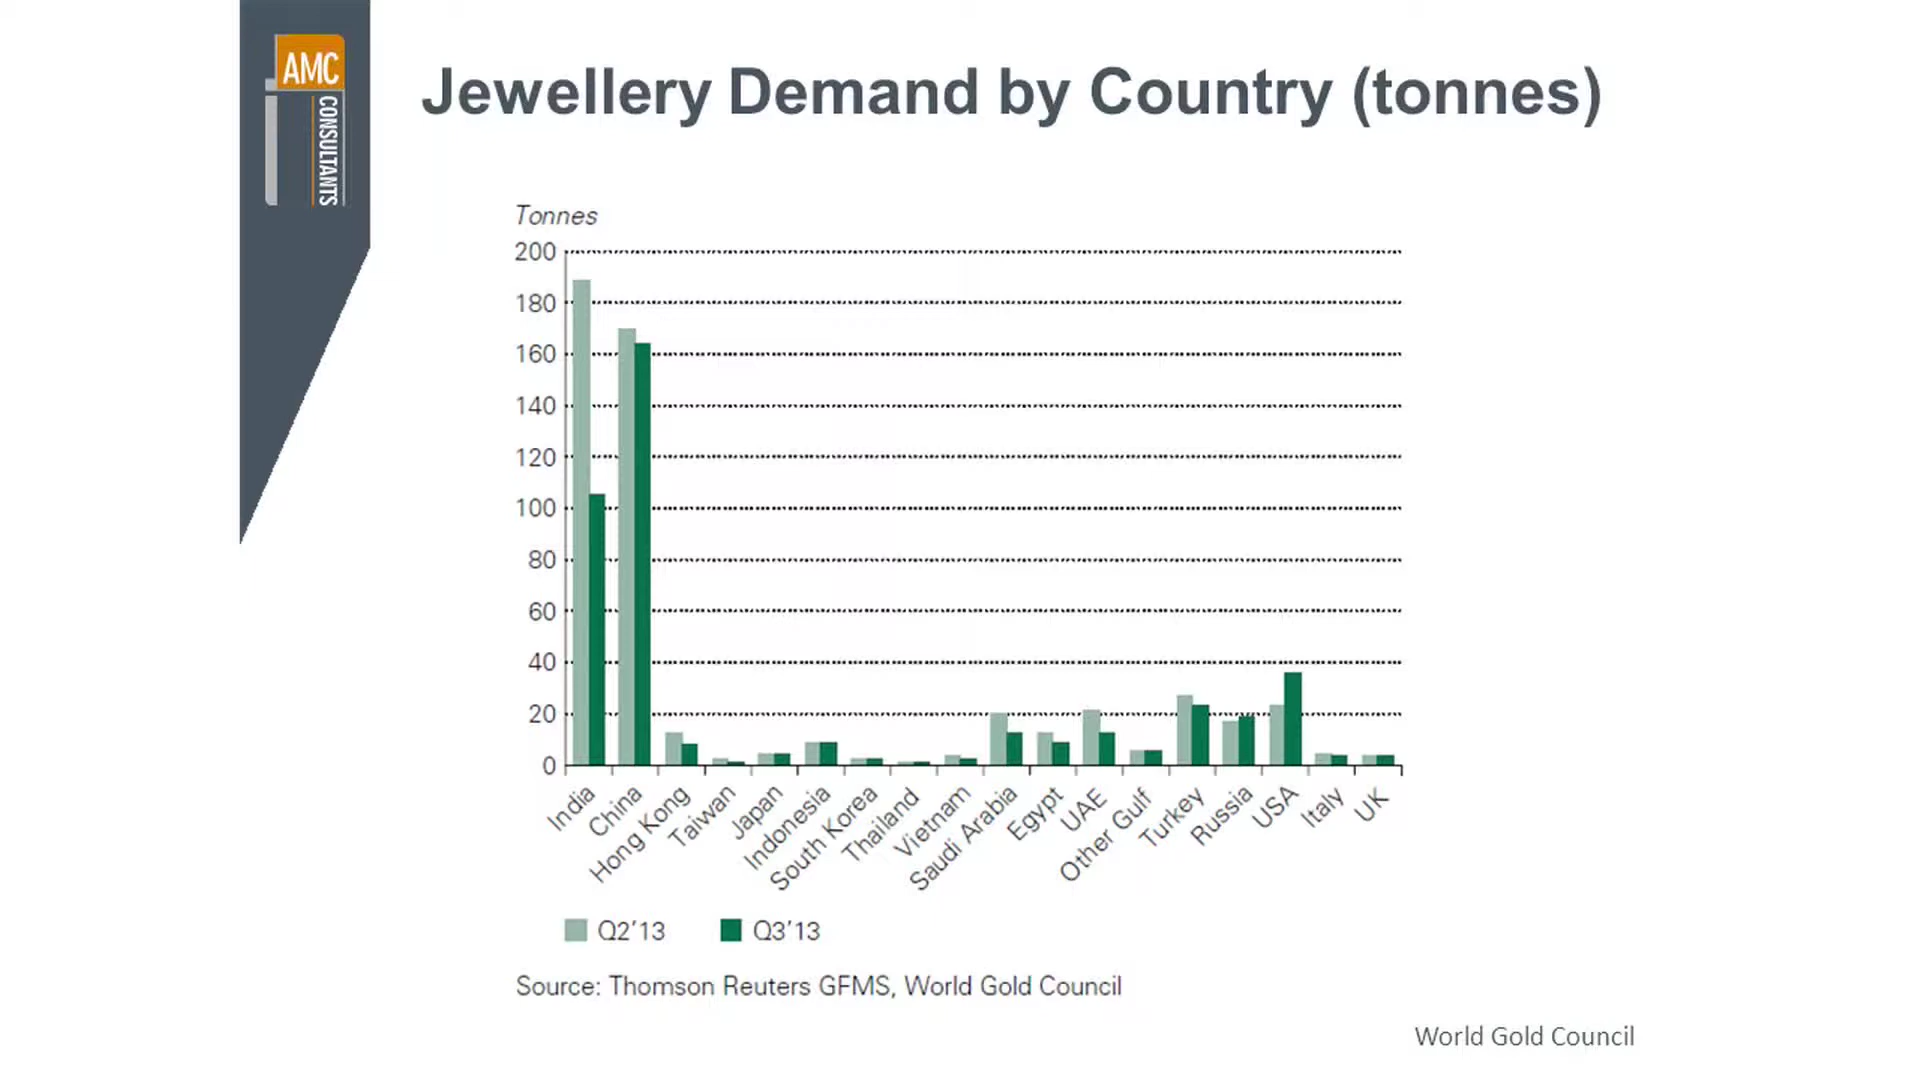 AMC
CONSULTANTS
Jewellery Demand by Country (tonnes)
Tonnes
200
180
160
140
120
100
80
60
40
20
0
India
China
Hong Kong
Taiwan
Japan
Indonesia
South Korea
Thailand
Vietnam
Saudi Arabia
Egypt
UAE
Other Gulf
Turkey
Russia
USA
Italy
UK
Q2'13
Q3'13
Source: Thomson Reuters GFMS, World Gold Council
World Gold Council